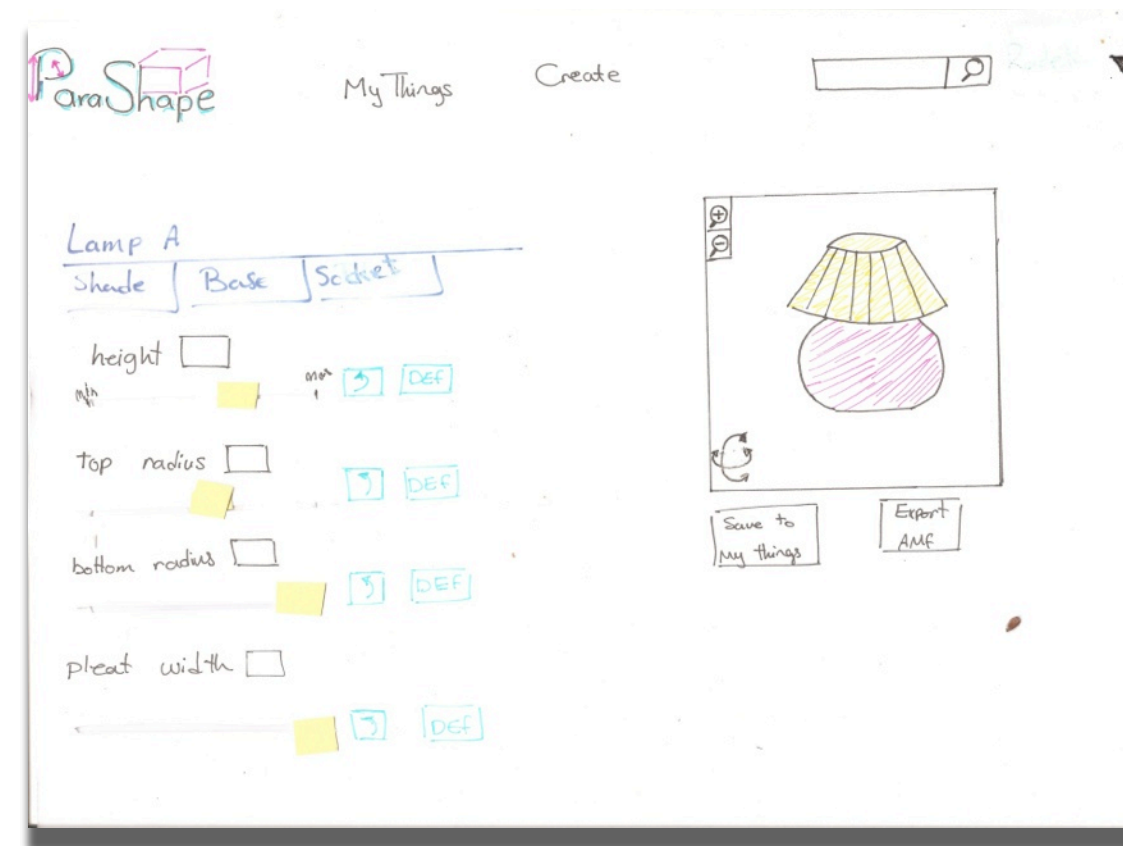 ParaShape
My Things
Create
Lamp A
Shade
Base
Socket
height
min
max
DEF
top radius
DEF
bottom radius
DEF
pleat width
DEF
Save to
My things
Export
AMF